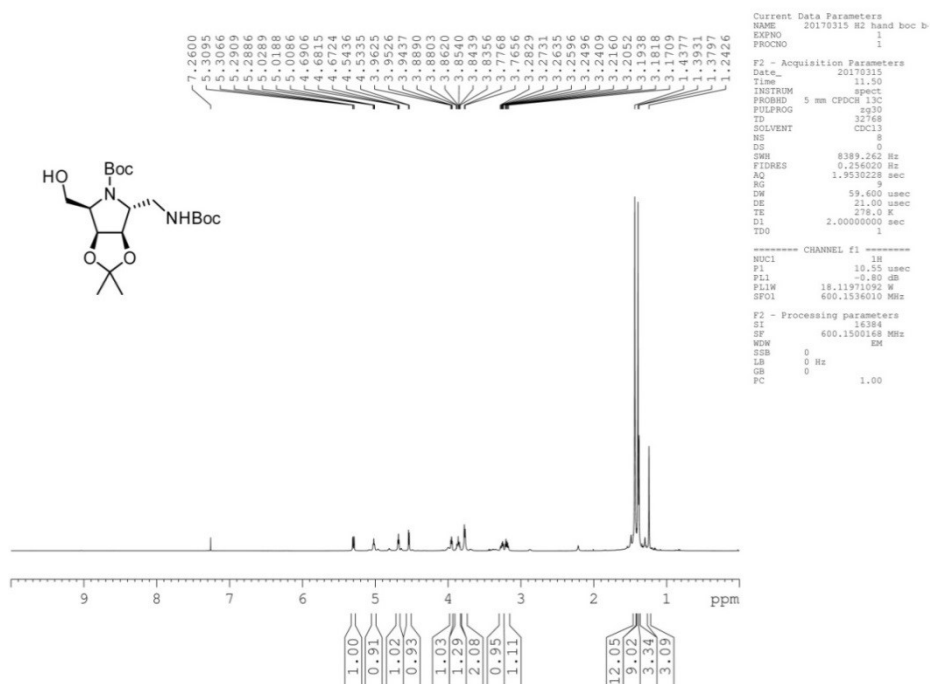 7.2600
5.3095
5.3066
5.2909
5.2886
5.0289
5.0188
5.0086
4.6906
4.6815
4.6724
4.5436
4.5335
3.9625
3.9526
3.9437
3.8890
3.8803
3.8620
3.8540
3.8439
3.8356
3.7768
3.7656
3.2829
3.2731
3.2635
3.2596
3.2496
3.2409
3.2160
3.2052
3.1938
3.1818
3.1709
1.4377
1.3931
1.3797
1.2426
Current Data Parameters
NAME 20170315 H2 hand boc b-
EXPNO 1
PROCNO 1
F2 - Acquisition Parameters
Date_ 20170315
Time 11.50
INSTRUM spect
PROBHD 5 mm CPDCH 13C
PULPROG zg30
TD 32768
SOLVENT CDCl3
NS 8
DS 0
SWH 8389.262 Hz
FIDRES 0.256020 Hz
AQ 1.9530228 sec
RG 9
DW 59.600 usec
DE 21.00 usec
TE 278.0 K
D1 2.00000000 sec
TD0 1
======== CHANNEL f1 ========
NUC1 1H
P1 10.55 usec
PL1 -0.80 dB
PL1W 18.11971092 W
SFO1 600.1536010 MHz
F2 - Processing parameters
SI 16384
SF 600.1500168 MHz
WDW EM
SSB 0
LB 0 Hz
GB 0
PC 1.00
Boc
HO
N
NHBoc
O O
9 8 7 6 5 4 3 2 1 ppm
1.00
0.91
1.02
0.93
1.03
1.29
2.08
0.95
1.11
12.05
9.02
3.34
3.09